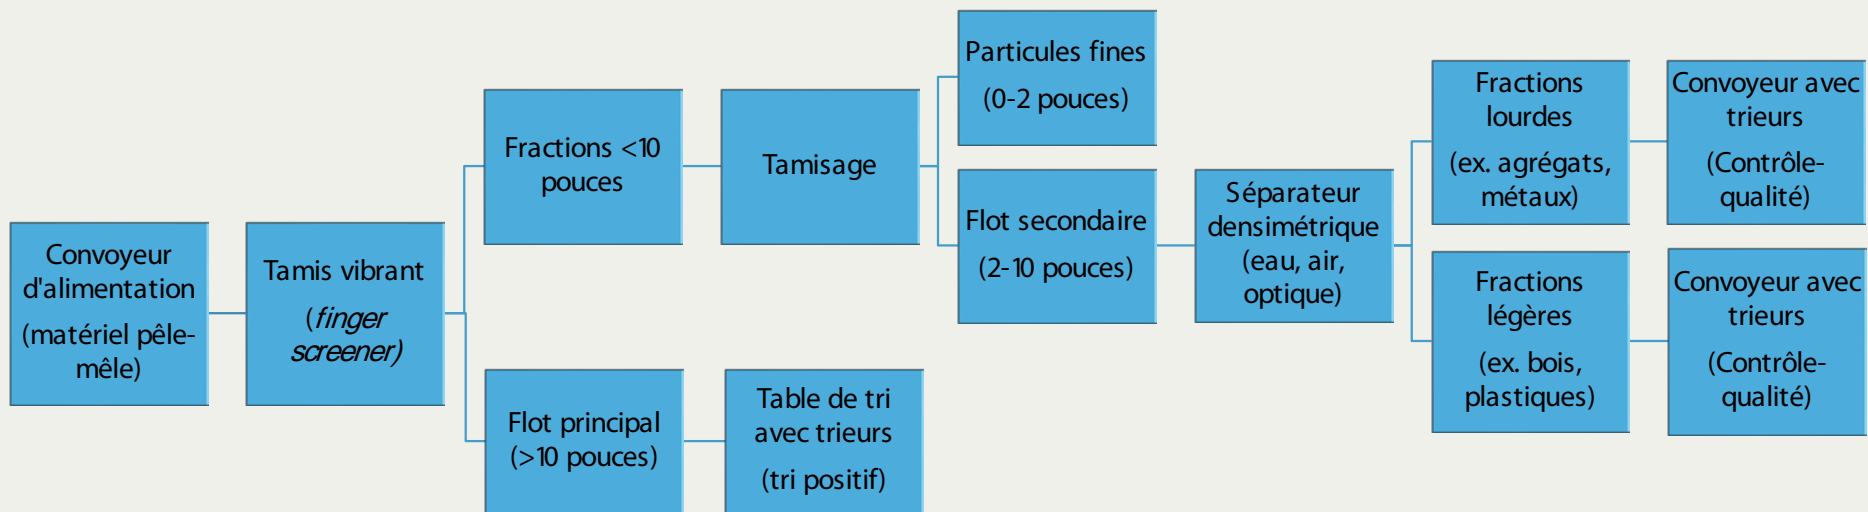 Convoyeur
d'alimentation
(matériel pêle-
mêle)
Tamis vibrant
(finger
screener)
Fractions <10
pouces
Tamisage
Particules fines
(0-2 pouces)
Flot secondaire
(2-10 pouces)
Séparateur
densimétrique
(eau, air,
optique)
Fractions
lourdes
(ex. agrégats,
métaux)
Convoyeur avec
trieurs
(Contrôle-
qualité)
Fractions
légères
(ex. bois,
plastiques)
Convoyeur avec
trieurs
(Contrôle-
qualité)
Flot principal
(>10 pouces)
Table de tri
avec trieurs
(tri positif)